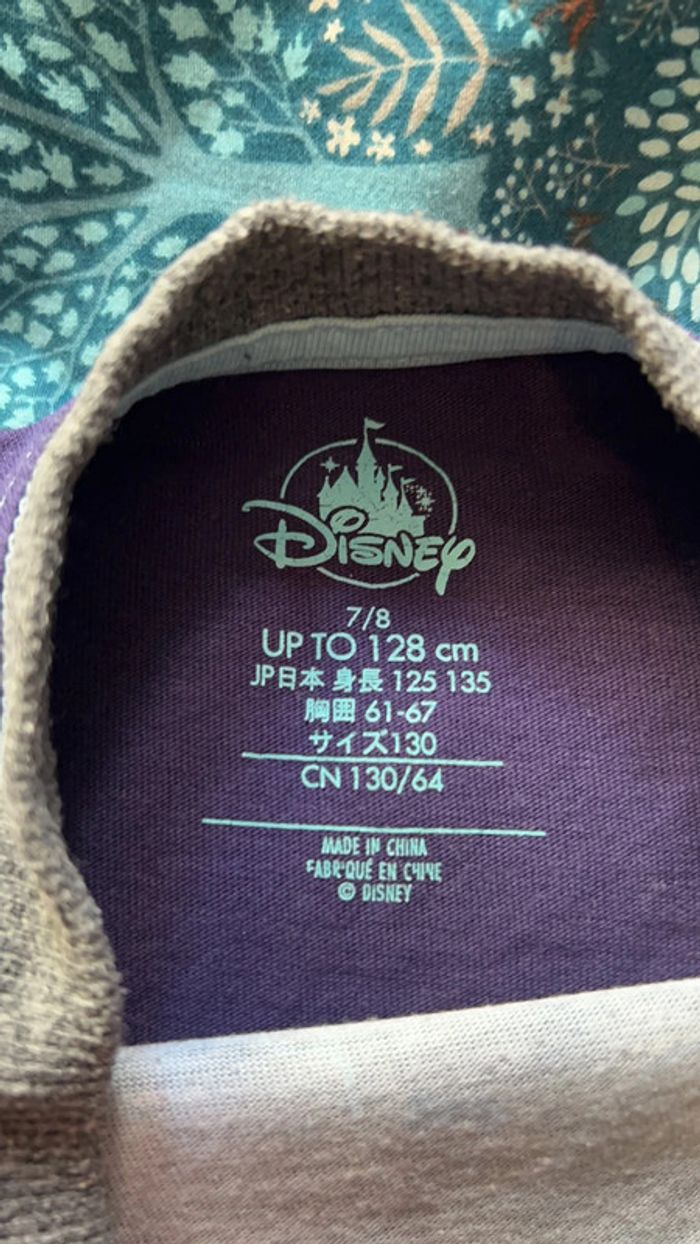 Disney
7/8
UP TO 128 cm
JP日本 身長 125 135
胸囲 61-67
サイズ130
CN 130/64
MADE IN CHINA
FABRIQUÉ EN CHINE
© DISNEY